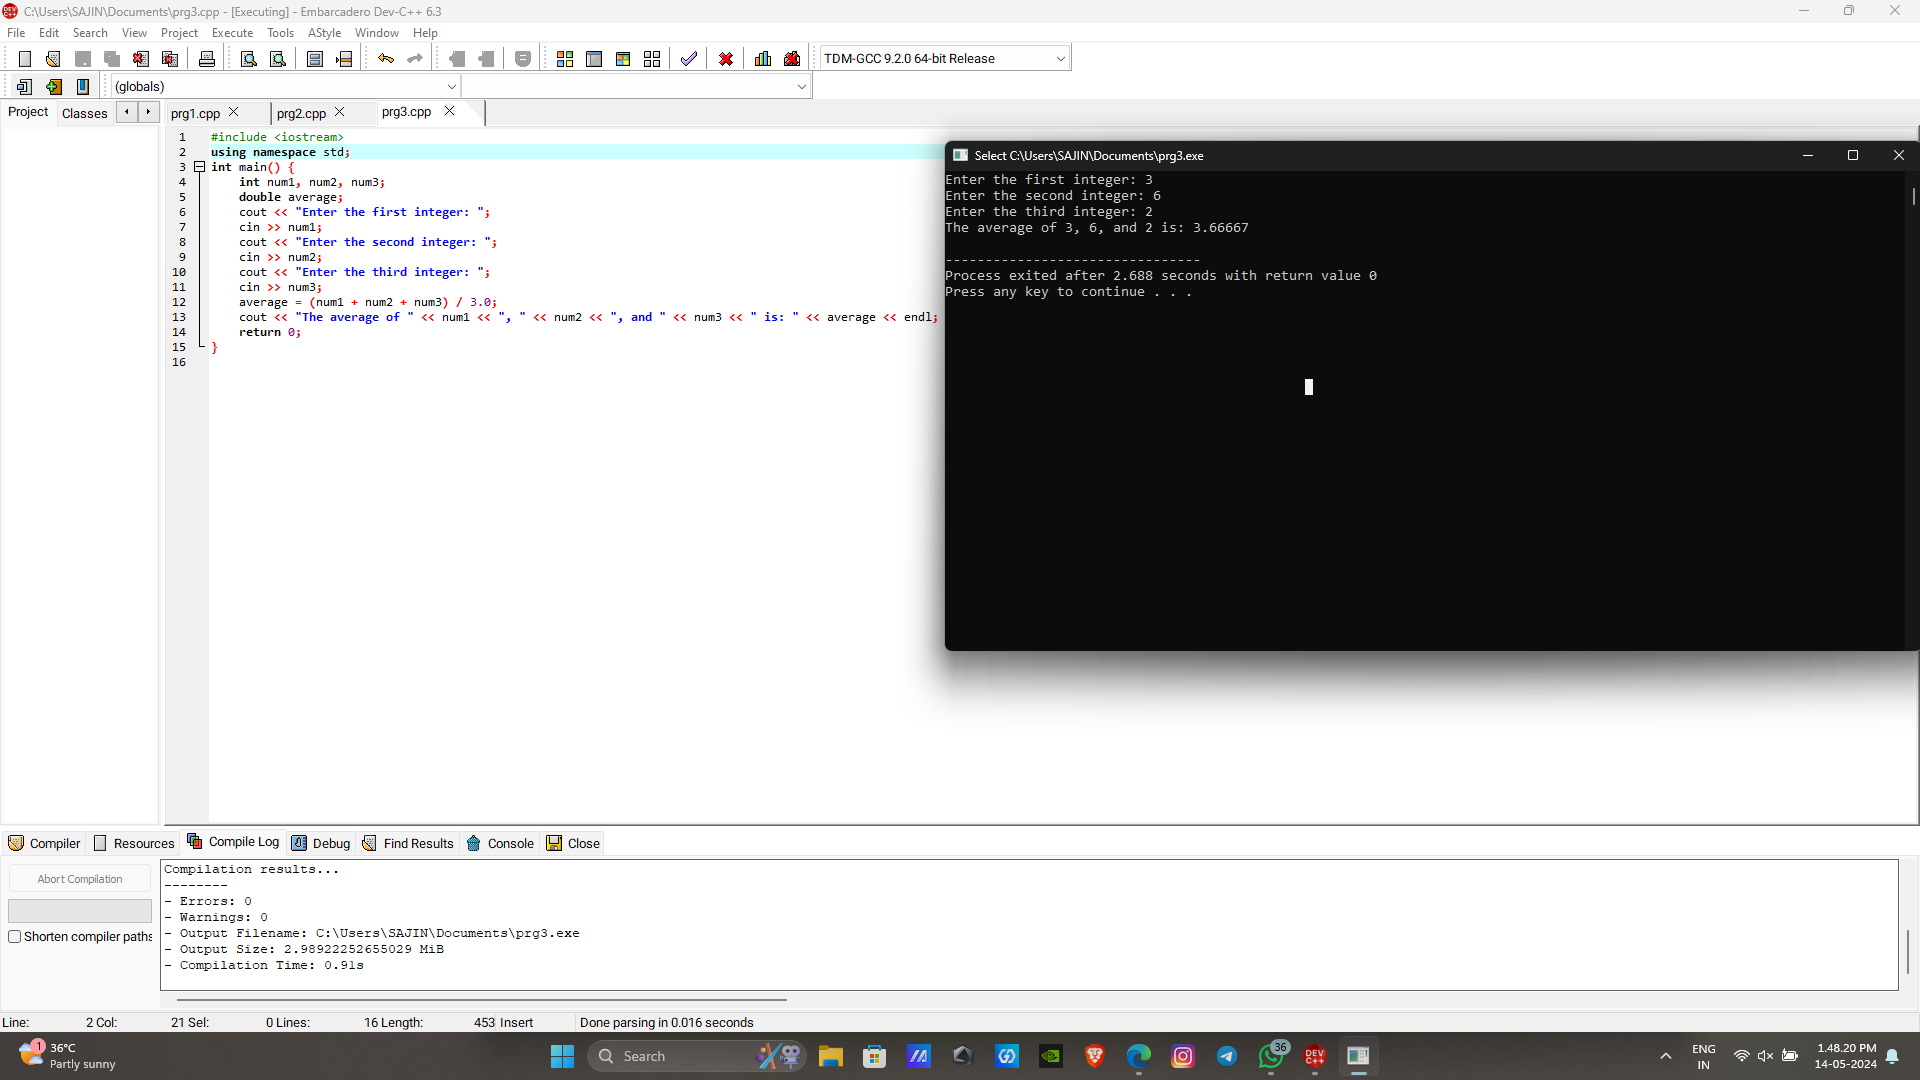 C:\Users\SAJIN\Documents\prg3.cpp - [Executing] - Embarcadero Dev-C++ 6.3
File Edit Search View Project Execute Tools AStyle Window Help
TDM-GCC 9.2.0 64-bit Release
(globals)
Project Classes prg1.cpp prg2.cpp prg3.cpp
1 #include <iostream>
2 using namespace std;
3 int main() {
4 int num1, num2, num3;
5 double average;
6 cout << "Enter the first integer: ";
7 cin >> num1;
8 cout << "Enter the second integer: ";
9 cin >> num2;
10 cout << "Enter the third integer: ";
11 cin >> num3;
12 average = (num1 + num2 + num3) / 3.0;
13 cout << "The average of " << num1 << ", " << num2 << ", and " << num3 << " is: " << average << endl;
14 return 0;
15 }
16
Select C:\Users\SAJIN\Documents\prg3.exe
Enter the first integer: 3
Enter the second integer: 6
Enter the third integer: 2
The average of 3, 6, and 2 is: 3.66667
--------------------------------
Process exited after 2.688 seconds with return value 0
Press any key to continue . . .
Compiler Resources Compile Log Debug Find Results Console Close
Abort Compilation
Shorten compiler paths
Compilation results...
--------
- Errors: 0
- Warnings: 0
- Output Filename: C:\Users\SAJIN\Documents\prg3.exe
- Output Size: 2.98922252655029 MiB
- Compilation Time: 0.91s
Line: 2 Col: 21 Sel: 0 Lines: 16 Length: 453 Insert Done parsing in 0.016 seconds
1
36°C
Partly sunny
Search
36
DEV
C++
ENG
IN
1.48.20 PM
14-05-2024